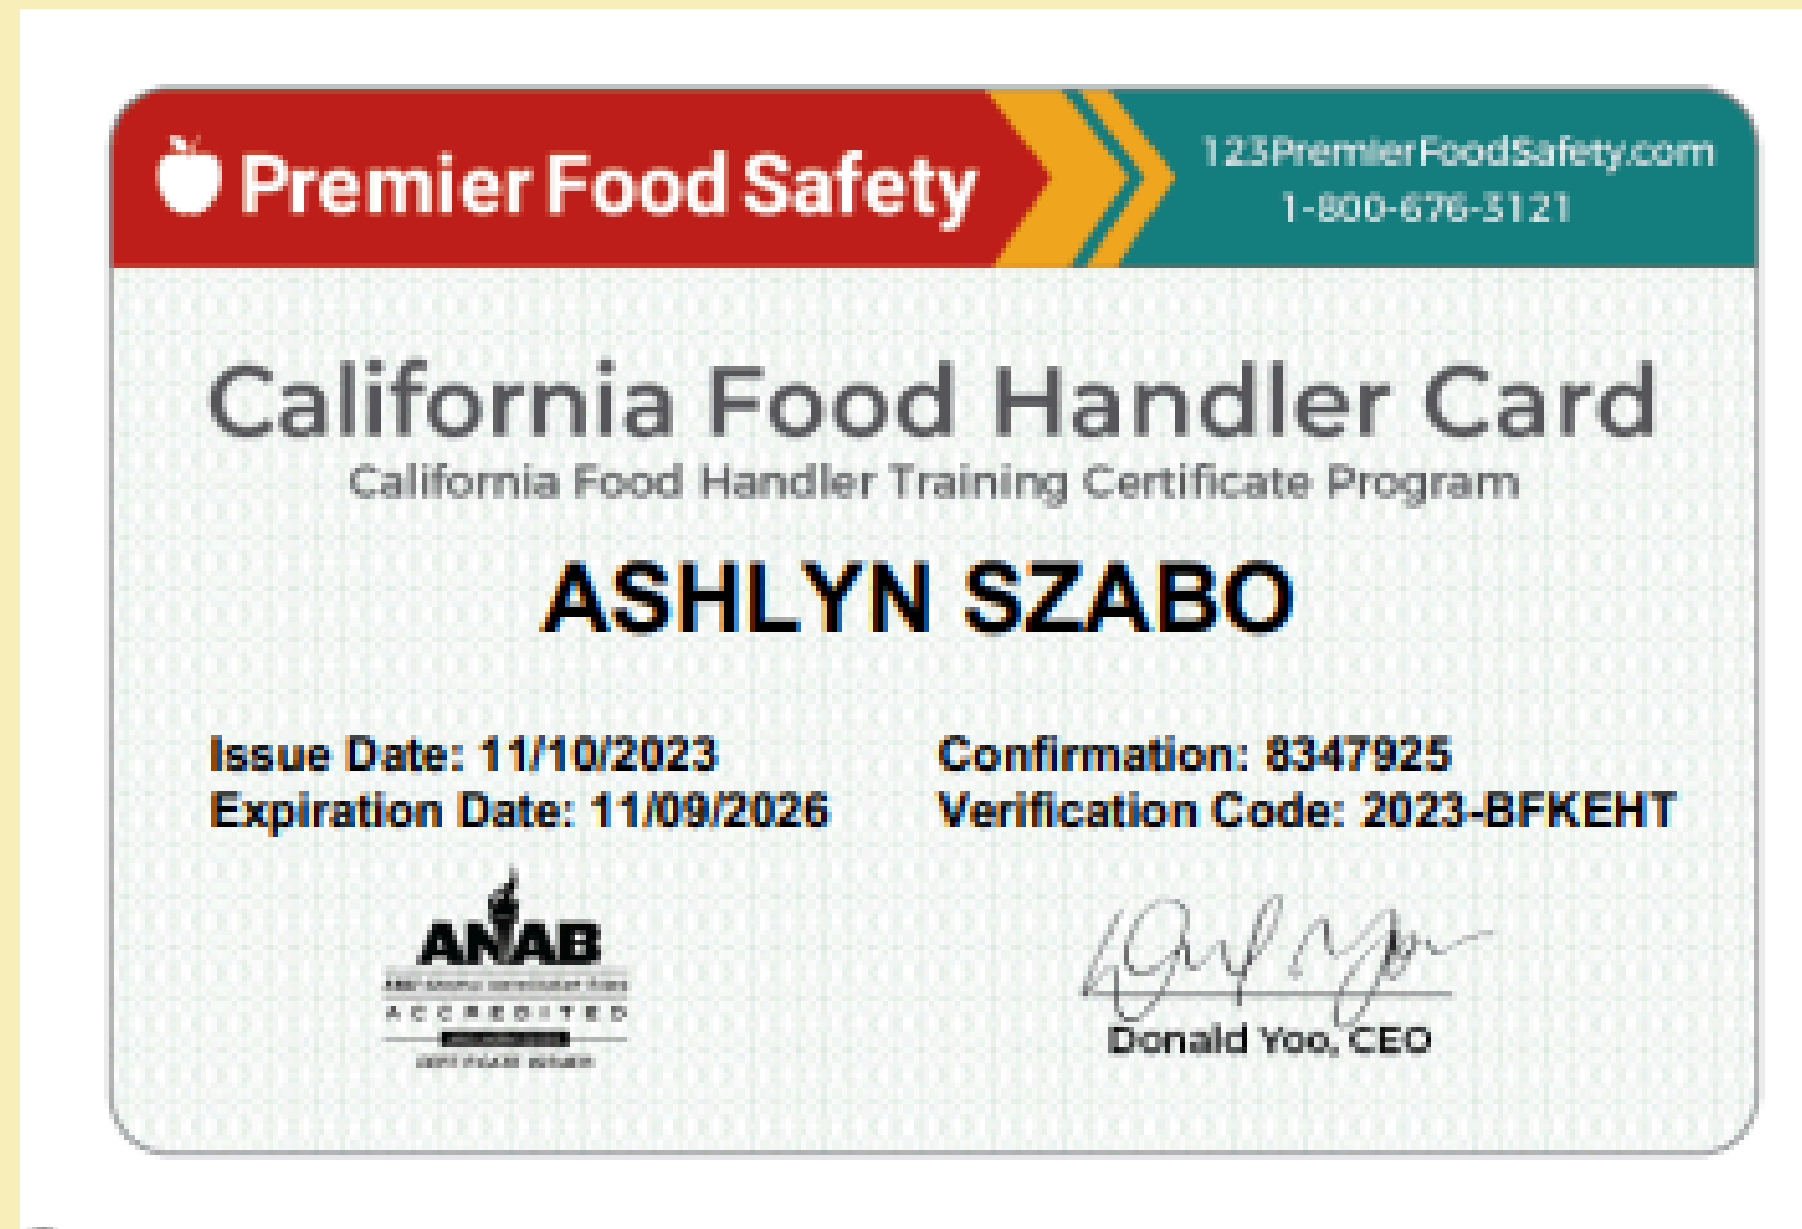 Premier Food Safety
123PremierFoodSafety.com
1-800-676-3121
California Food Handler Card
California Food Handler Training Certificate Program
ASHLYN SZABO
Issue Date: 11/10/2023
Expiration Date: 11/09/2026
Confirmation: 8347925
Verification Code: 2023-BFKEHT
ANAB
ACCREDITED
CERTIFICATE ISSUER
Donald Yoo, CEO